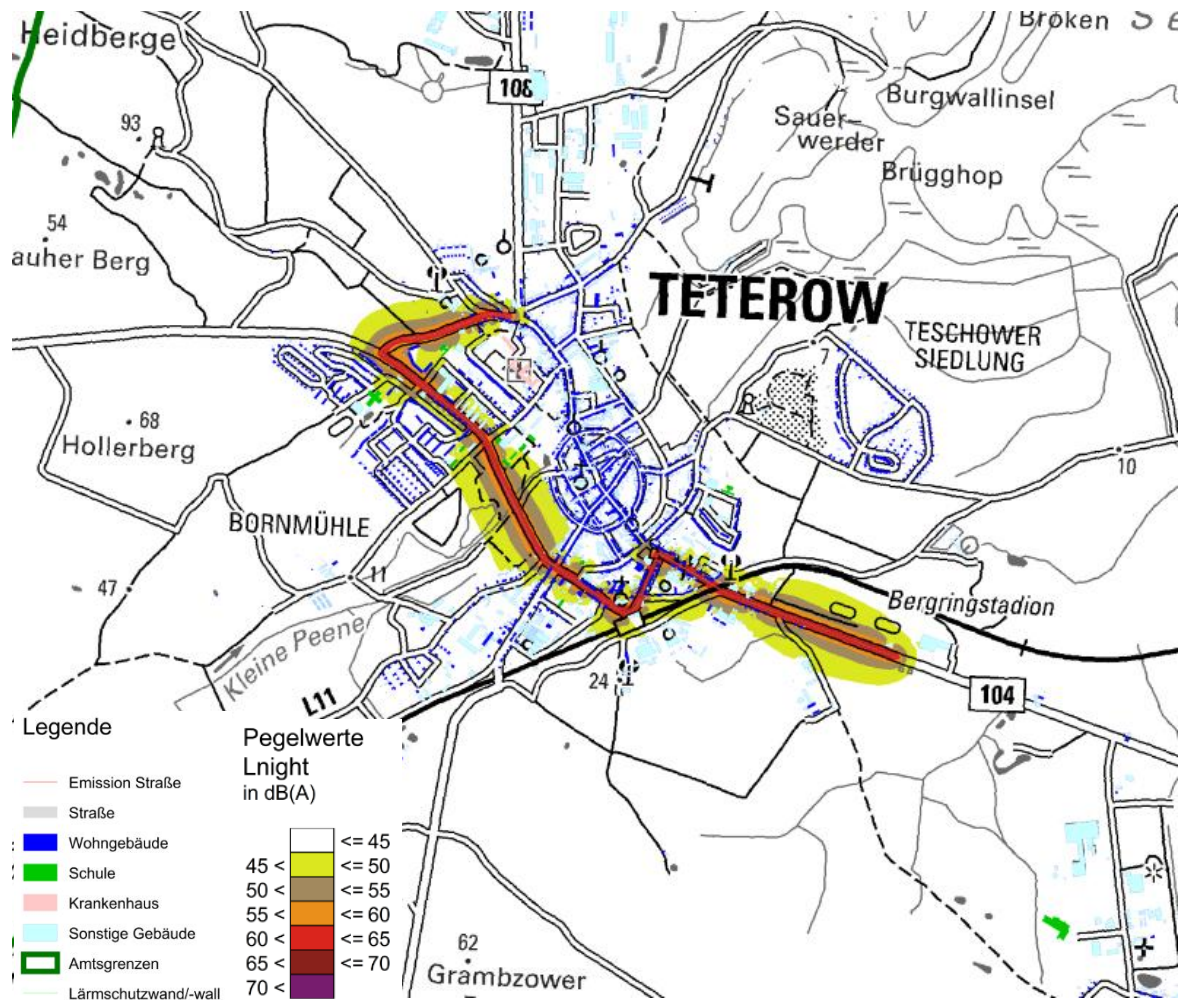 Heidberge
Broken
S
108
Burgwallinsel
93
Sauer-
werder
Brügghop
54
auher Berg
TETEROW
TESCHOWER
SIEDLUNG
7
68
Hollerberg
10
BORNMÜHLE
11
47
Bergringstadion
Kleine Peene
24
L11
104
Legende
Emission Straße
Straße
Wohngebäude
Schule
Krankenhaus
Sonstige Gebäude
Amtsgrenzen
Lärmschutzwand/-wall
Pegelwerte
Lnight
in dB(A)
<= 45
45 < <= 50
50 < <= 55
55 < <= 60
60 < <= 65
65 < <= 70
70 <
62
Grambzower